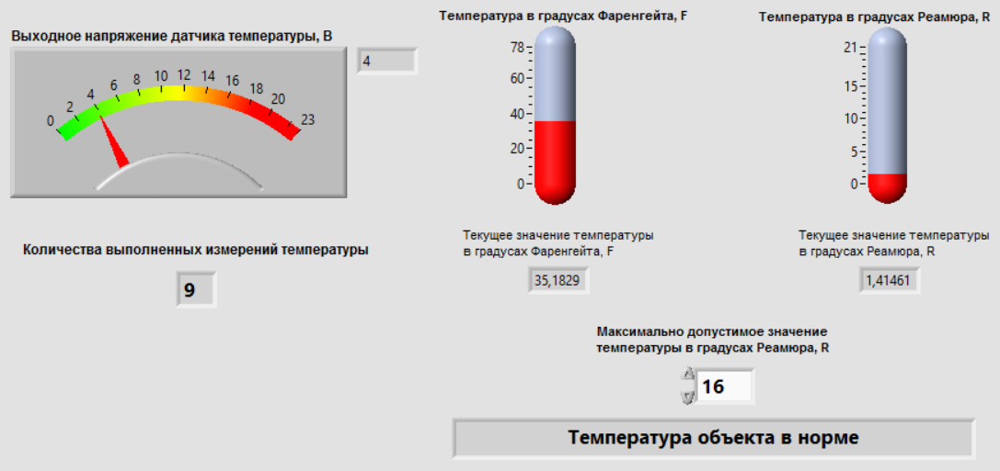 Выходное напряжение датчика температуры, В
4
0 2 4 6 8 10 12 14 16 18 20 23
Температура в градусах Фаренгейта, F
78
60
40
20
0
Температура в градусах Реамюра, R
21
15
10
5
0
Количества выполненных измерений температуры
9
Текущее значение температуры
в градусах Фаренгейта, F
35,1829
Текущее значение температуры
в градусах Реамюра, R
1,41461
Максимально допустимое значение
температуры в градусах Реамюра, R
16
Температура объекта в норме